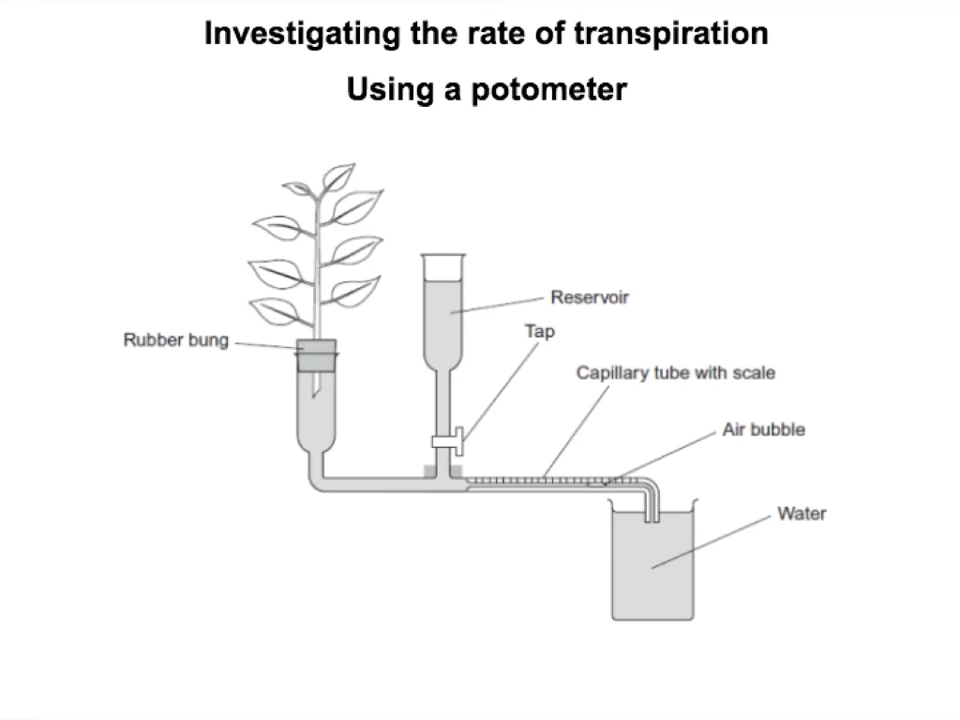 Investigating the rate of transpiration
Using a potometer
Reservoir
Tap
Rubber bung
Capillary tube with scale
Air bubble
Water